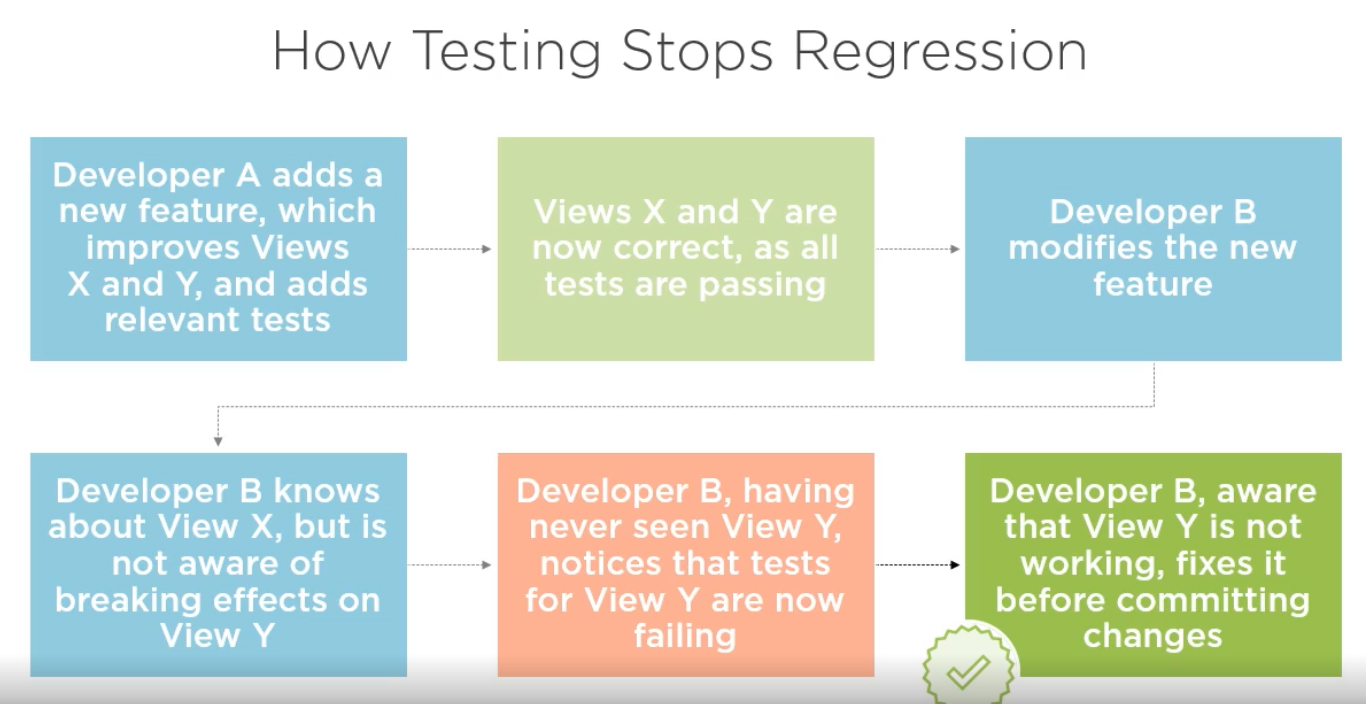 How Testing Stops Regression
Developer A adds a
new feature, which
improves Views
X and Y, and adds
relevant tests
Views X and Y are
now correct, as all
tests are passing
Developer B
modifies the new
feature
Developer B knows
about View X, but is
not aware of
breaking effects on
View Y
Developer B, having
never seen View Y,
notices that tests
for View Y are now
failing
Developer B, aware
that View Y is not
working, fixes it
before committing
changes